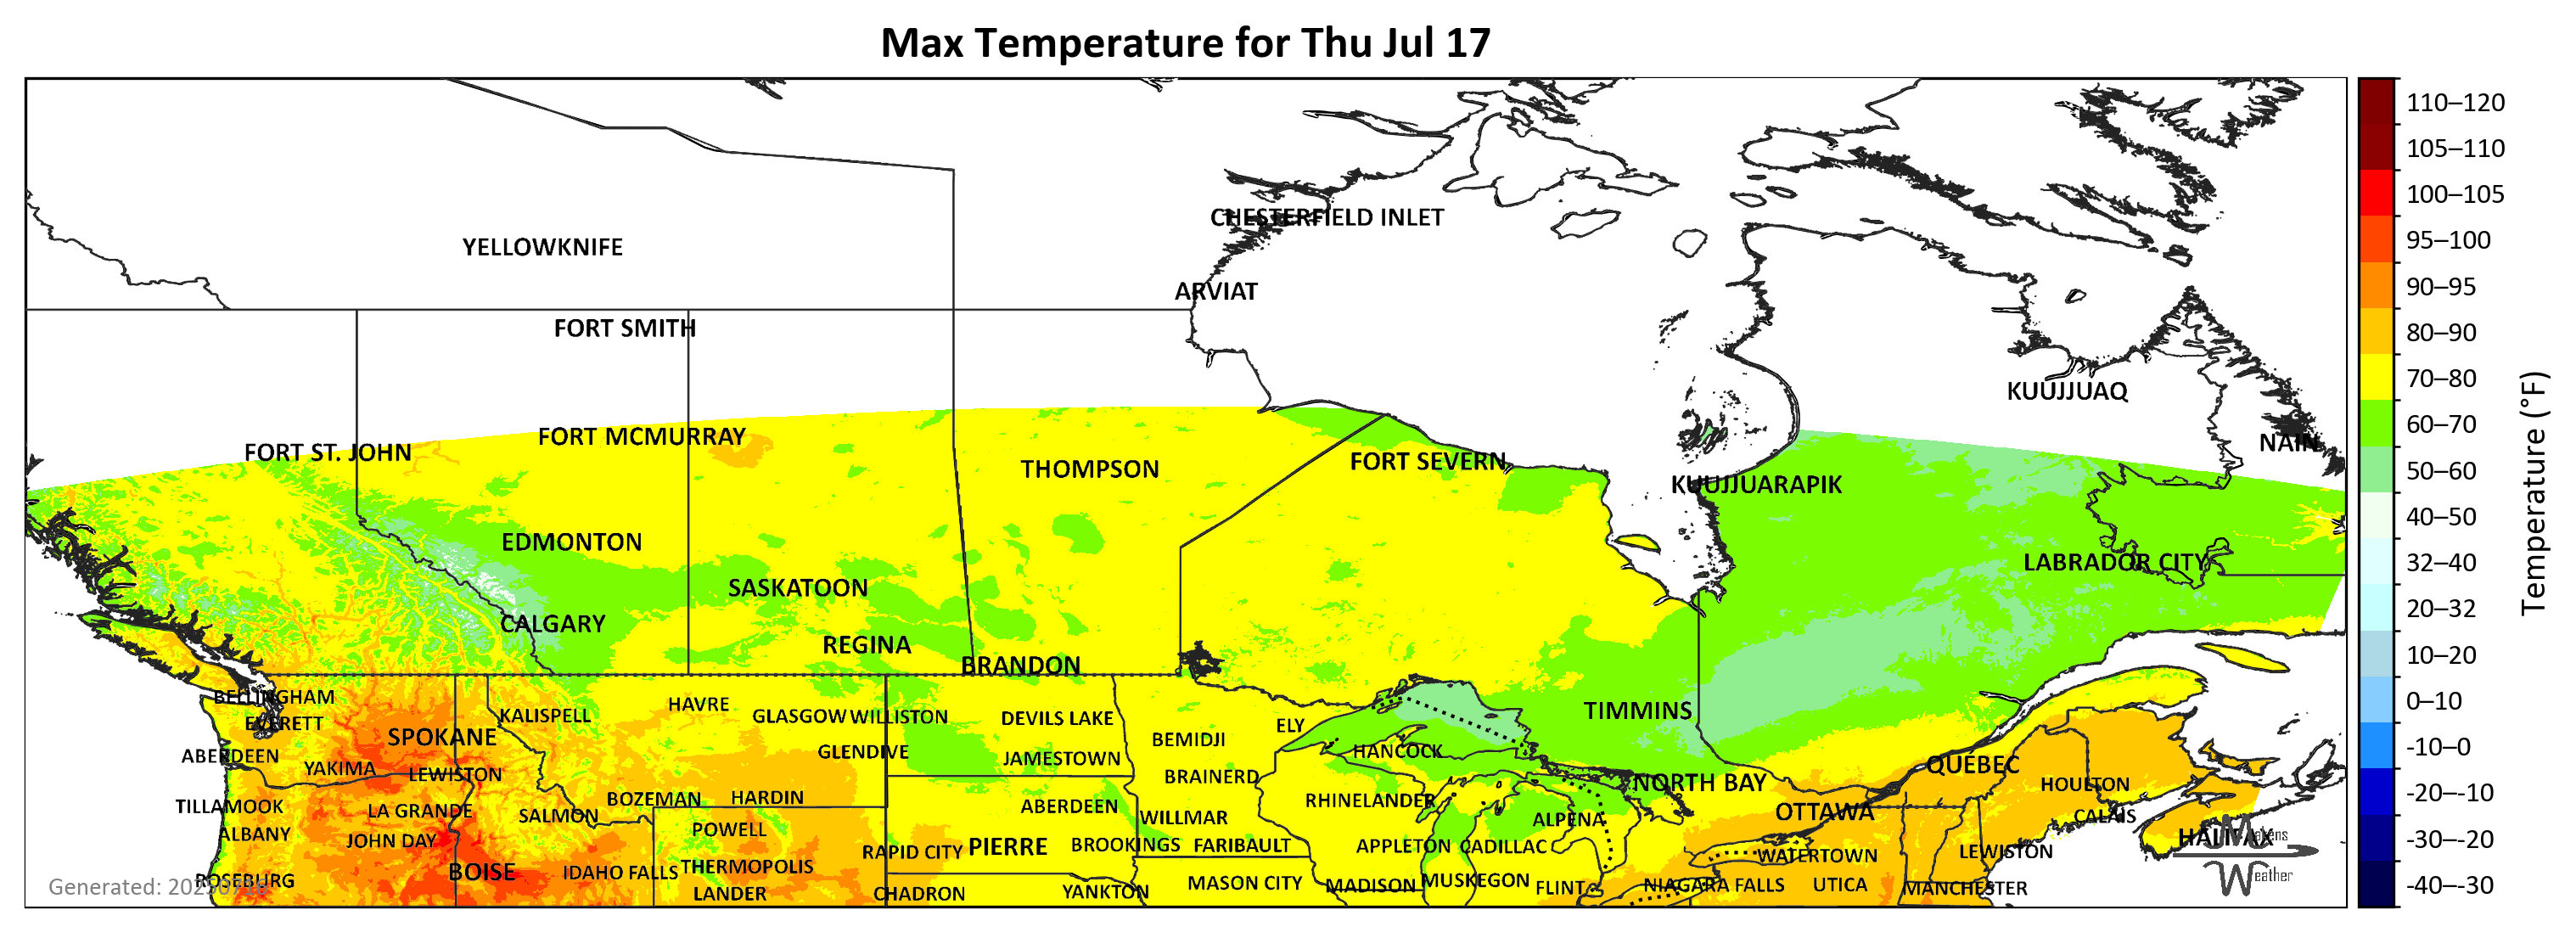 Max Temperature for Thu Jul 17
CHESTERFIELD INLET
YELLOWKNIFE
ARVIAT
FORT SMITH
KUUJJUAQ
FORT MCMURRAY
NAIN
FORT ST. JOHN
THOMPSON
FORT SEVERN
KUUJJUARAPIK
EDMONTON
LABRADOR CITY
SASKATOON
CALGARY
REGINA
BRANDON
BELLINGHAM
HAVRE
EVERETT
KALISPELL
GLASGOW
WILLISTON
DEVILS LAKE
TIMMINS
ELY
SPOKANE
BEMIDJI
ABERDEEN
GLENDIVE
JAMESTOWN
HANCOCK
YAKIMA
LEWISTON
BRAINERD
QUÉBEC
NORTH BAY
HOULTON
TILLAMOOK
LA GRANDE
SALMON
BOZEMAN
HARDIN
ABERDEEN
WILLMAR
RHINELANDER
OTTAWA
CALAIS
ALBANY
JOHN DAY
POWELL
ALPENA
HALIFAX
RAPID CITY
PIERRE
BROOKINGS
FARIBAULT
APPLETON
CADILLAC
WATERTOWN
LEWISTON
ROSEBURG
BOISE
IDAHO FALLS
THERMOPOLIS
LANDER
CHADRON
YANKTON
MASON CITY
MADISON
MUSKEGON
FLINT
NIAGARA FALLS
UTICA
MANCHESTER
Weather
110–120
105–110
100–105
95–100
90–95
80–90
70–80
60–70
50–60
40–50
32–40
20–32
10–20
0–10
-10–0
-20–-10
-30–-20
-40–-30
Temperature (°F)
Generated: